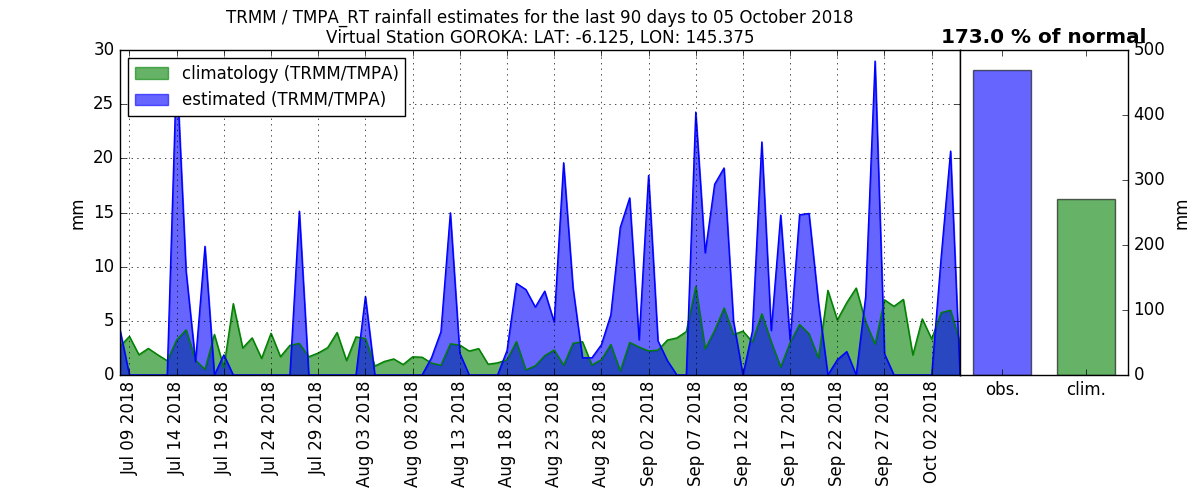 TRMM / TMPA_RT rainfall estimates for the last 90 days to 05 October 2018
Virtual Station GOROKA: LAT: -6.125, LON: 145.375
173.0 % of normal
climatology (TRMM/TMPA)
estimated (TRMM/TMPA)
30
25
20
15
10
5
0
mm
Jul 09 2018
Jul 14 2018
Jul 19 2018
Jul 24 2018
Jul 29 2018
Aug 03 2018
Aug 08 2018
Aug 13 2018
Aug 18 2018
Aug 23 2018
Aug 28 2018
Sep 02 2018
Sep 07 2018
Sep 12 2018
Sep 17 2018
Sep 22 2018
Sep 27 2018
Oct 02 2018
500
400
300
200
100
0
mm
obs.
clim.